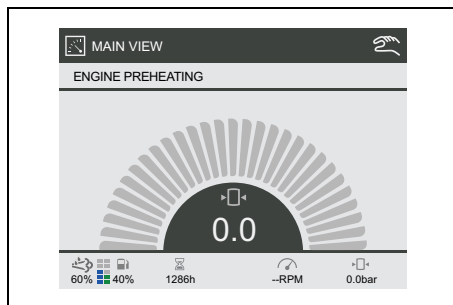 MAIN VIEW
ENGINE PREHEATING
0.0
60% 40% 1286h --RPM 0.0bar